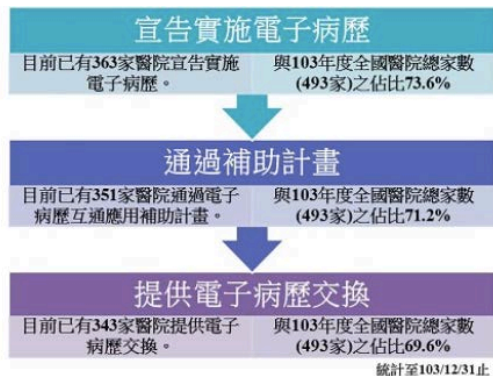 宣告實施電子病歷
目前已有363家醫院宣告實施
電子病歷。
與103年度全國醫院總家數
(493家)之佔比73.6%
通過補助計畫
目前已有351家醫院通過電子
病歷互通應用補助計畫。
與103年度全國醫院總家數
(493家)之佔比71.2%
提供電子病歷交換
目前已有343家醫院提供電子
病歷交換。
與103年度全國醫院總家數
(493家)之佔比69.6%
統計至103/12/31止